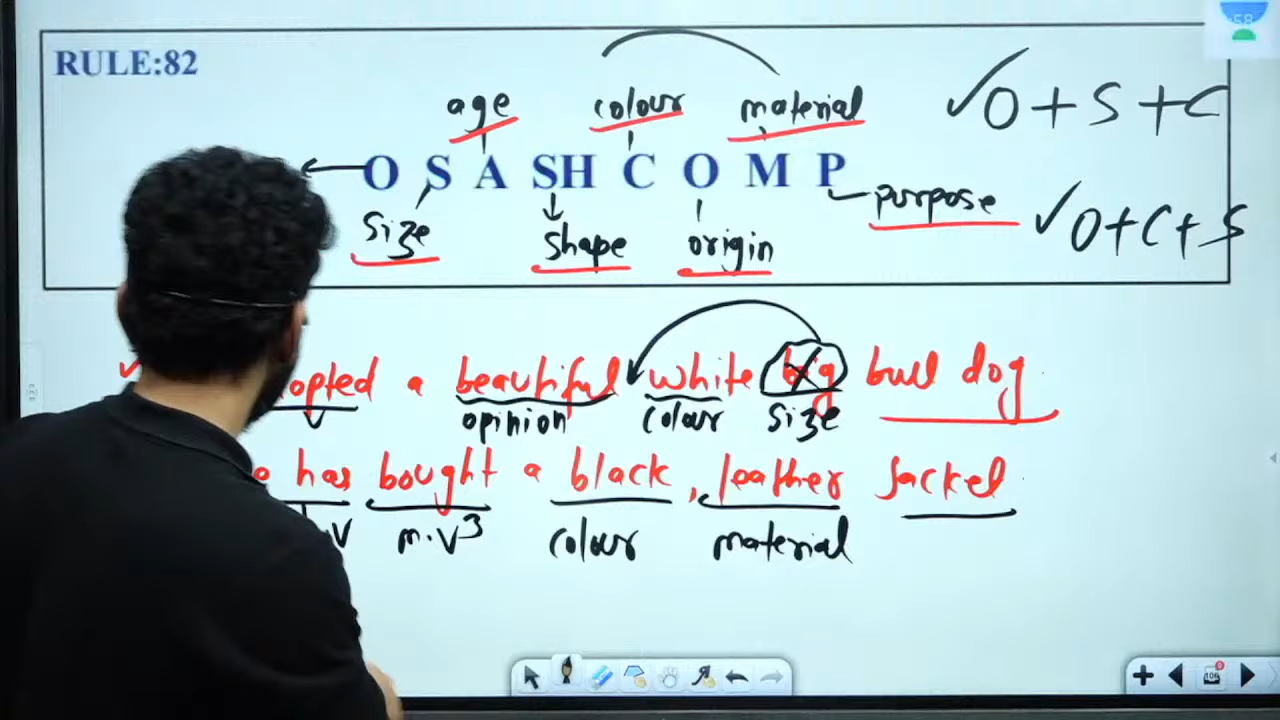 RULE:82
age colour material ✓O+S+C
O S A SH C O M P
size shape origin purpose ✓O+C+S
opted a beautiful white big bull dog.
V opinion colour size
has bought a black, leather Jacket.
V m.V3 colour material